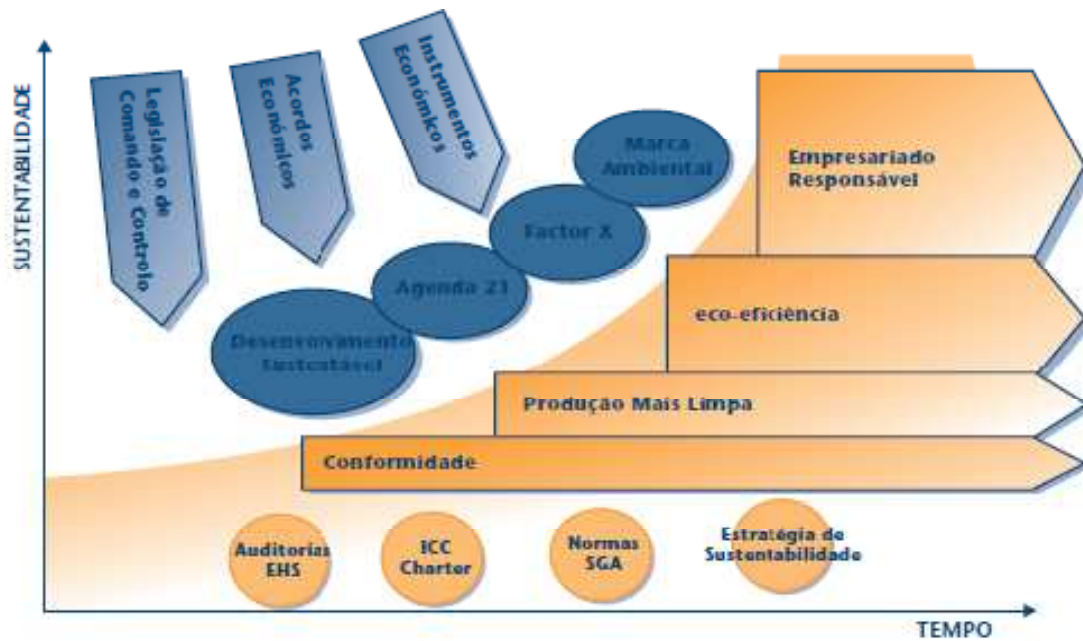 SUSTENTABILIDADE
Legislação de
Comando e Controlo
Acordos
Económicos
Instrumentos
Económicos
Marca
Ambiental
Factor X
Agenda 21
Desenvolvimento
Sustentável
Empresariado
Responsável
eco-eficiência
Produção Mais Limpa
Conformidade
Auditorias
EHS
ICC
Charter
Normas
SGA
Estratégia de
Sustentabilidade
TEMPO